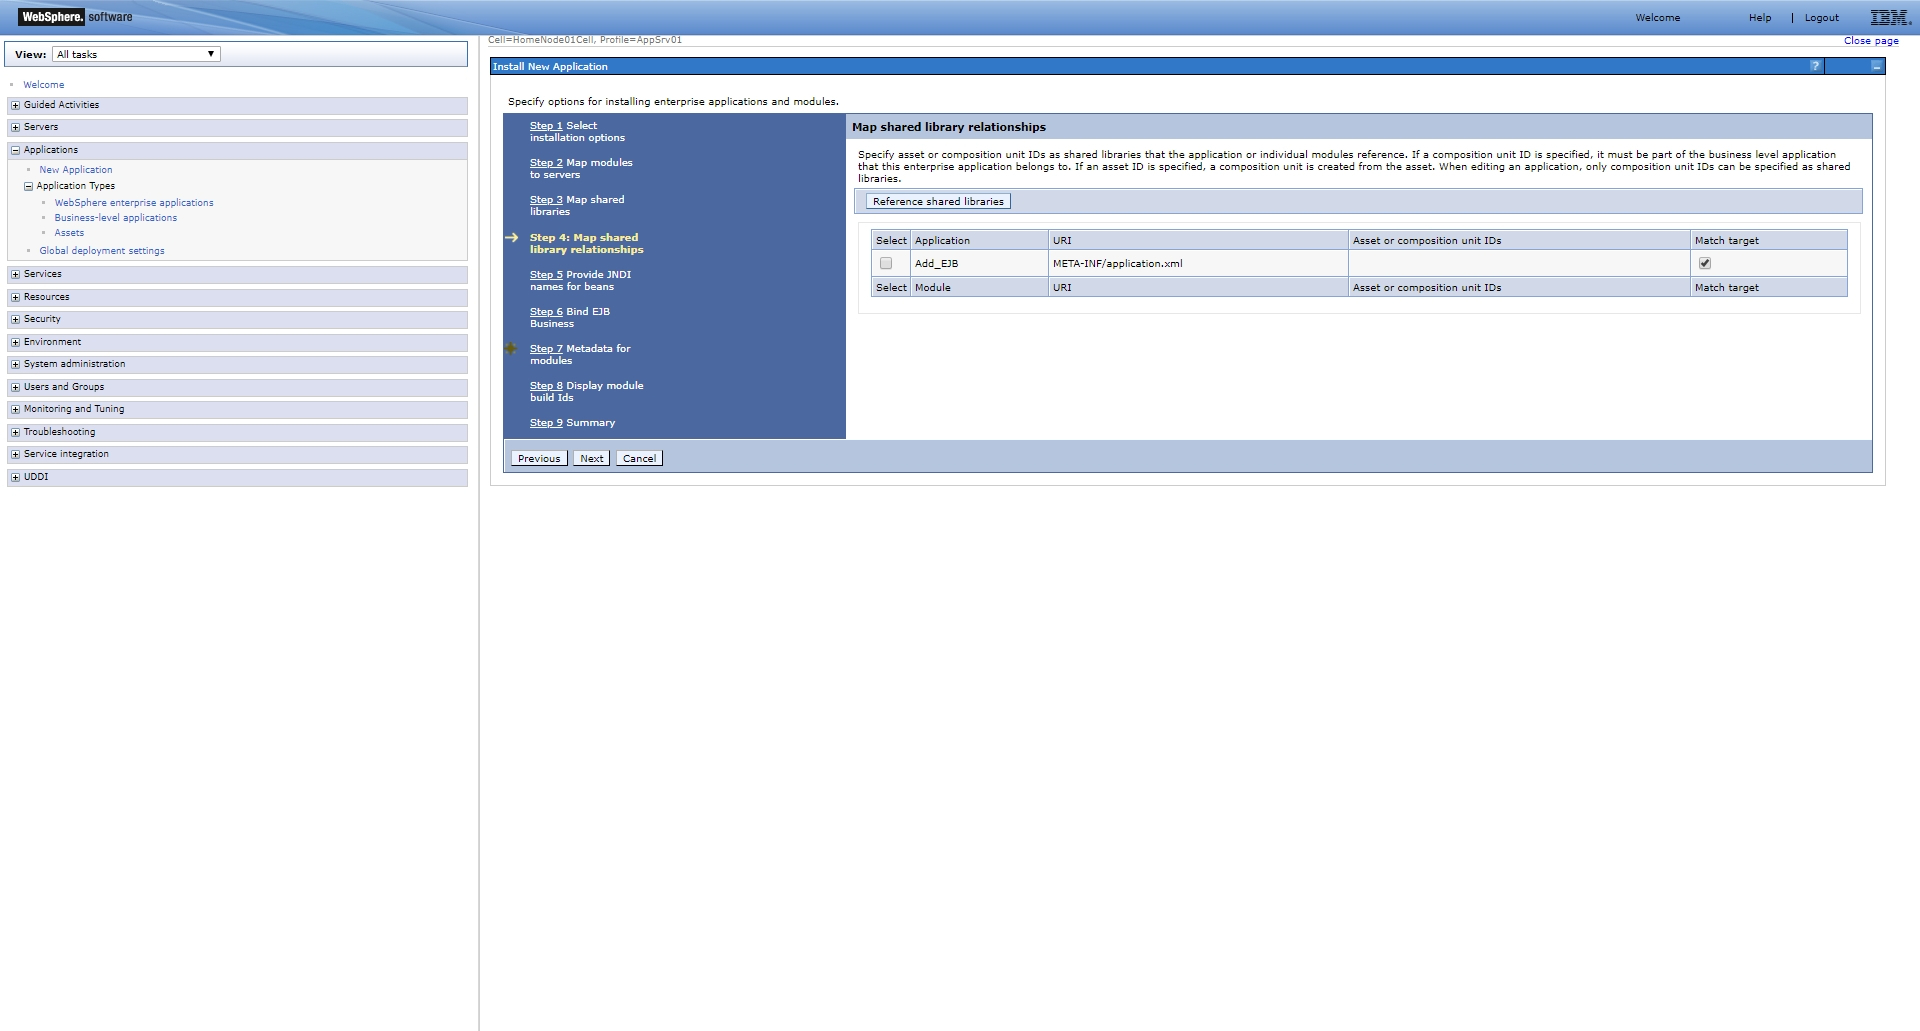 WebSphere. software
Welcome Help | Logout IBM.
View: All tasks
Cell=HomeNode01Cell, Profile=AppSrv01
Close page
Welcome
Guided Activities
Servers
Applications
New Application
Application Types
WebSphere enterprise applications
Business-level applications
Assets
Global deployment settings
Services
Resources
Security
Environment
System administration
Users and Groups
Monitoring and Tuning
Troubleshooting
Service integration
UDDI
Install New Application ? _
Specify options for installing enterprise applications and modules.
Step 1 Select
installation options
Step 2 Map modules
to servers
Step 3 Map shared
libraries
Step 4: Map shared
library relationships
Step 5 Provide JNDI
names for beans
Step 6 Bind EJB
Business
Step 7 Metadata for
modules
Step 8 Display module
build Ids
Step 9 Summary
Map shared library relationships
Specify asset or composition unit IDs as shared libraries that the application or individual modules reference. If a composition unit ID is specified, it must be part of the business level application
that this enterprise application belongs to. If an asset ID is specified, a composition unit is created from the asset. When editing an application, only composition unit IDs can be specified as shared
libraries.
Reference shared libraries
Select Application URI Asset or composition unit IDs Match target
Add_EJB META-INF/application.xml
Select Module URI Asset or composition unit IDs Match target
Previous Next Cancel